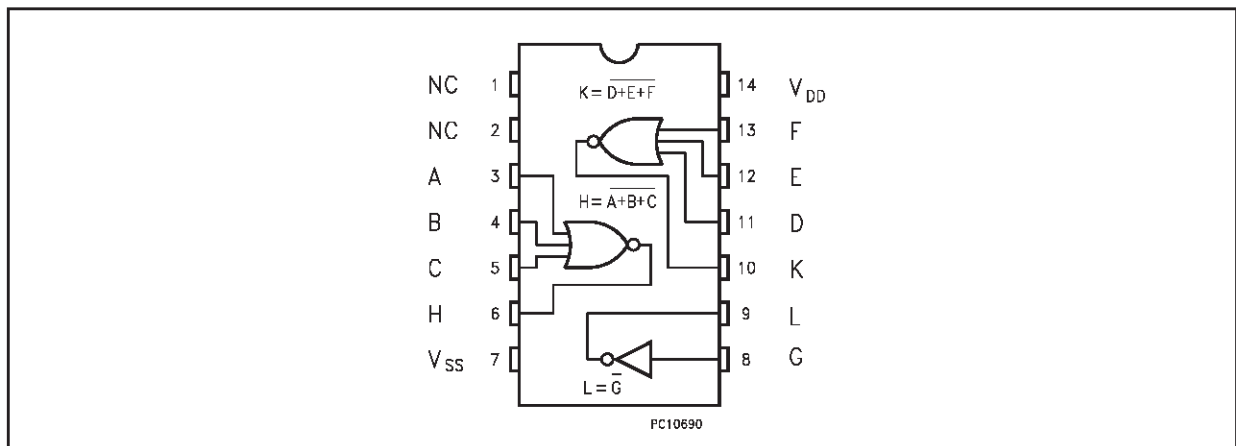 NC 1 K = D+E+F 14 VDD
NC 2 13 F
A 3 12 E
H = A+B+C
B 4 11 D
C 5 10 K
H 6 9 L
VSS 7 8 G
L = G̅
PC10690